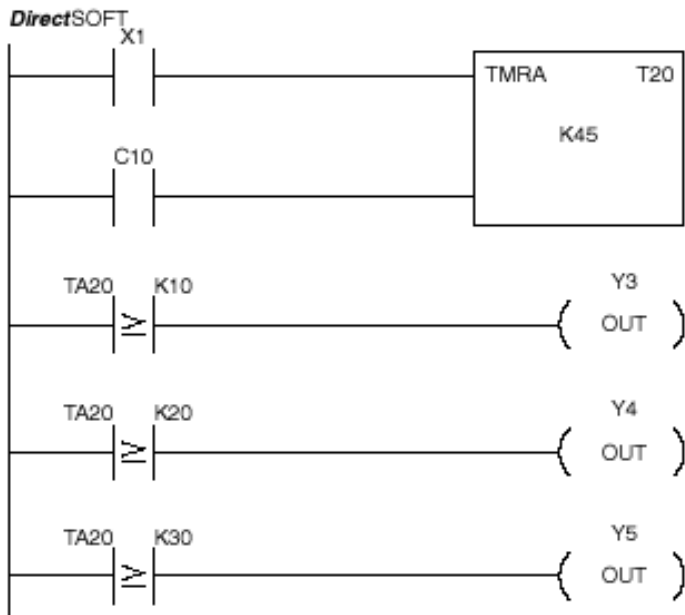 DirectSOFT
X1
TMRA T20
K45
C10
TA20 ≥ K10
Y3
OUT
TA20 ≥ K20
Y4
OUT
TA20 ≥ K30
Y5
OUT